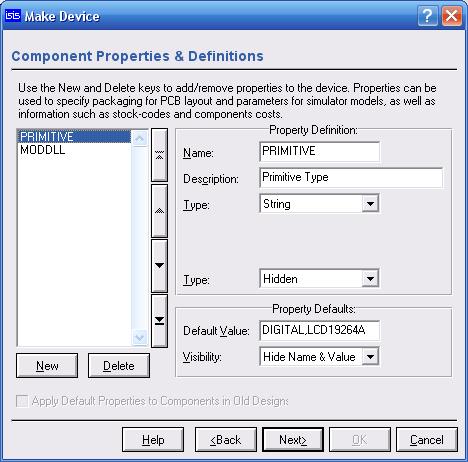 ISIS Make Device
Component Properties & Definitions
Use the New and Delete keys to add/remove properties to the device. Properties can be
used to specify packaging for PCB layout and parameters for simulator models, as well as
information such as stock-codes and components costs.
PRIMITIVE
MODDLL
New Delete
Property Definition:
Name: PRIMITIVE
Description: Primitive Type
Type: String
Type: Hidden
Property Defaults:
Default Value: DIGITAL,LCD19264A
Visibility: Hide Name & Value
Apply Default Properties to Components in Old Designs
Help <Back Next> OK Cancel